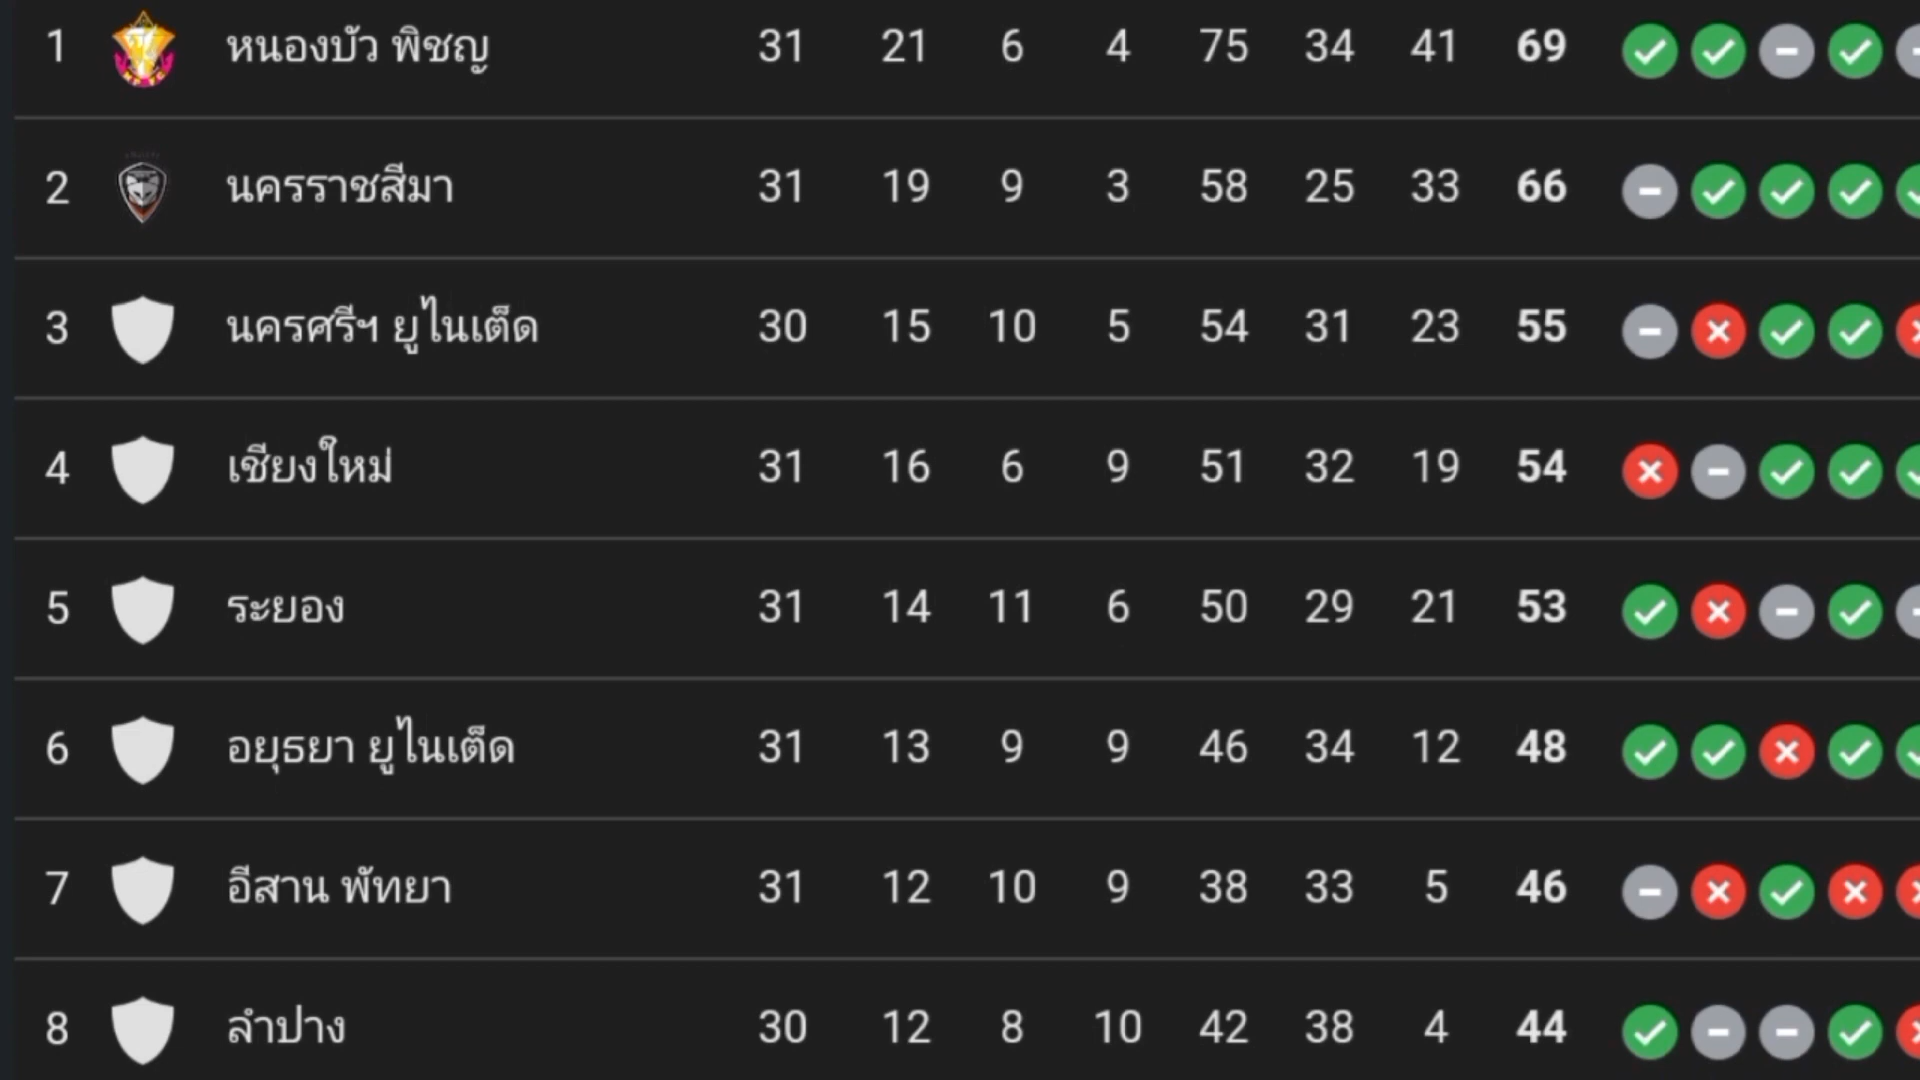 1 หนองบัว พิชญ 31 21 6 4 75 34 41 69
2 นครราชสีมา 31 19 9 3 58 25 33 66
3 นครศรีฯ ยูไนเต็ด 30 15 10 5 54 31 23 55
4 เชียงใหม่ 31 16 6 9 51 32 19 54
5 ระยอง 31 14 11 6 50 29 21 53
6 อยุธยา ยูไนเต็ด 31 13 9 9 46 34 12 48
7 อีสาน พัทยา 31 12 10 9 38 33 5 46
8 ลำปาง 30 12 8 10 42 38 4 44